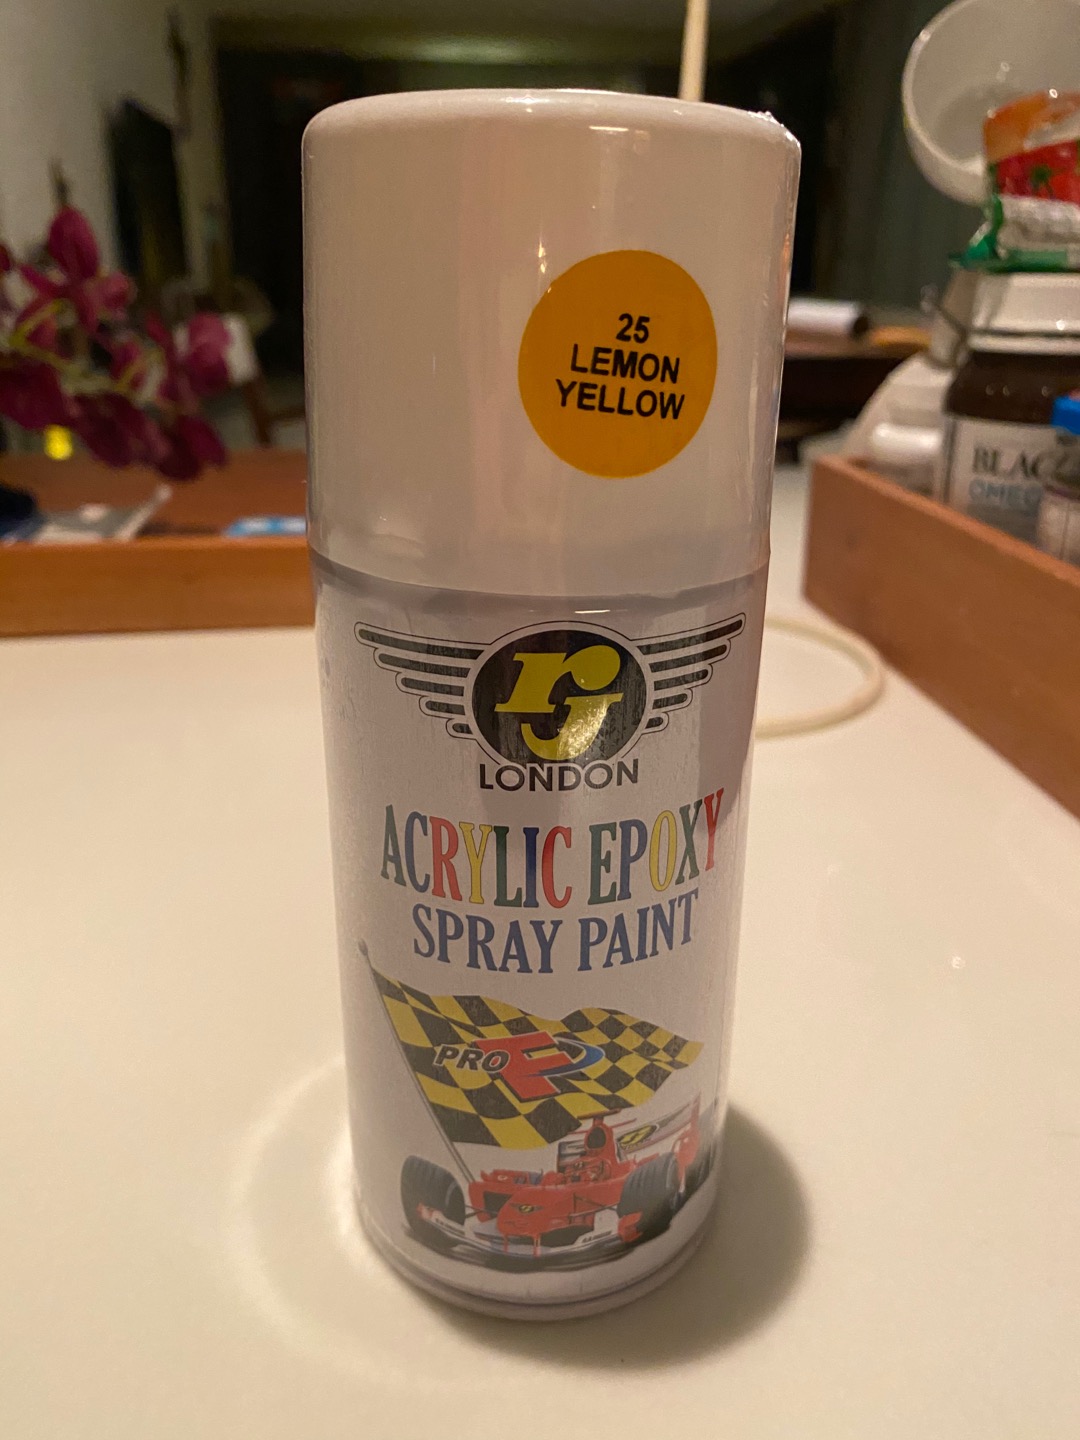 25
LEMON
YELLOW
rj
LONDON
ACRYLIC EPOXY
SPRAY PAINT
PRO F